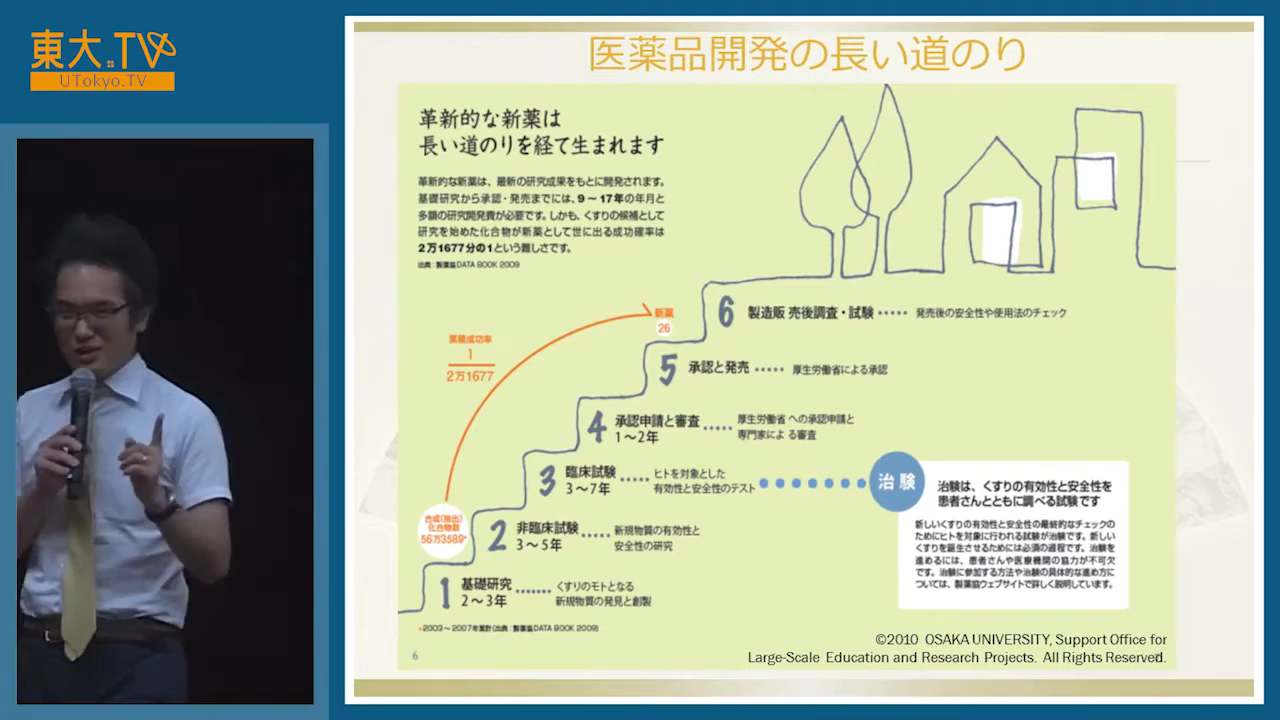 東大.TV
UTokyo.TV
医薬品開発の長い道のり
革新的な新薬は
長い道のりを経て生まれます
革新的な新薬は、最新の研究成果をもとに開発されます。
基礎研究から承認・発売までには、9～17年の年月と
多額の研究開発費が必要です。しかも、くすりの候補として
研究を始めた化合物が新薬として世に出る成功確率は
2万1677分の1という難しさです。
出典:製薬協DATA BOOK 2009
新薬
26
累積成功率
1
2万1677
合成(抽出)
化合物数
56万3589*
6 製造販 売後調査・試験 ····· 発売後の安全性や使用法のチェック
5 承認と発売 ····· 厚生労働省による承認
4 承認申請と審査 ····· 厚生労働省 への承認申請と
1～2年 専門家によ る審査
3 臨床試験 ····· ヒトを対象とした
3～7年 有効性と安全性のテスト
2 非臨床試験 ····· 新規物質の有効性と
3～5年 安全性の研究
1 基礎研究 ······· くすりのモトとなる
2～3年 新規物質の発見と創製
治験
治験は、くすりの有効性と安全性を
患者さんとともに調べる試験です
新しいくすりの有効性と安全性の最終的なチェックの
ためにヒトを対象に行われる試験が治験です。新しい
くすりを誕生させるためには必須の過程です。治験を
進めるには、患者さんや医療機関の協力が不可欠
です。治験に参加する方法や治験の具体的な進め方に
ついては、製薬協ウェブサイトで詳しく説明しています。
*2003～2007年累計(出典:製薬協DATA BOOK 2009)
6
©2010 OSAKA UNIVERSITY, Support Office for
Large-Scale Education and Research Projects. All Rights Reserved.